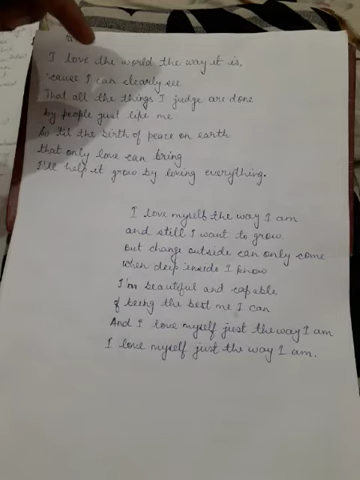 I love the world the way it is,
'cause I can clearly see
That all the things I judge are done
by people just like me
So til the birth of peace on earth
that only love can bring
I'll help it grow by loving everything.
I love myself the way I am
and still I want to grow
but change outside can only come
when deep inside I know
I'm beautiful and capable
of being the best me I can
And I love myself just the way I am
I love myself just the way I am.